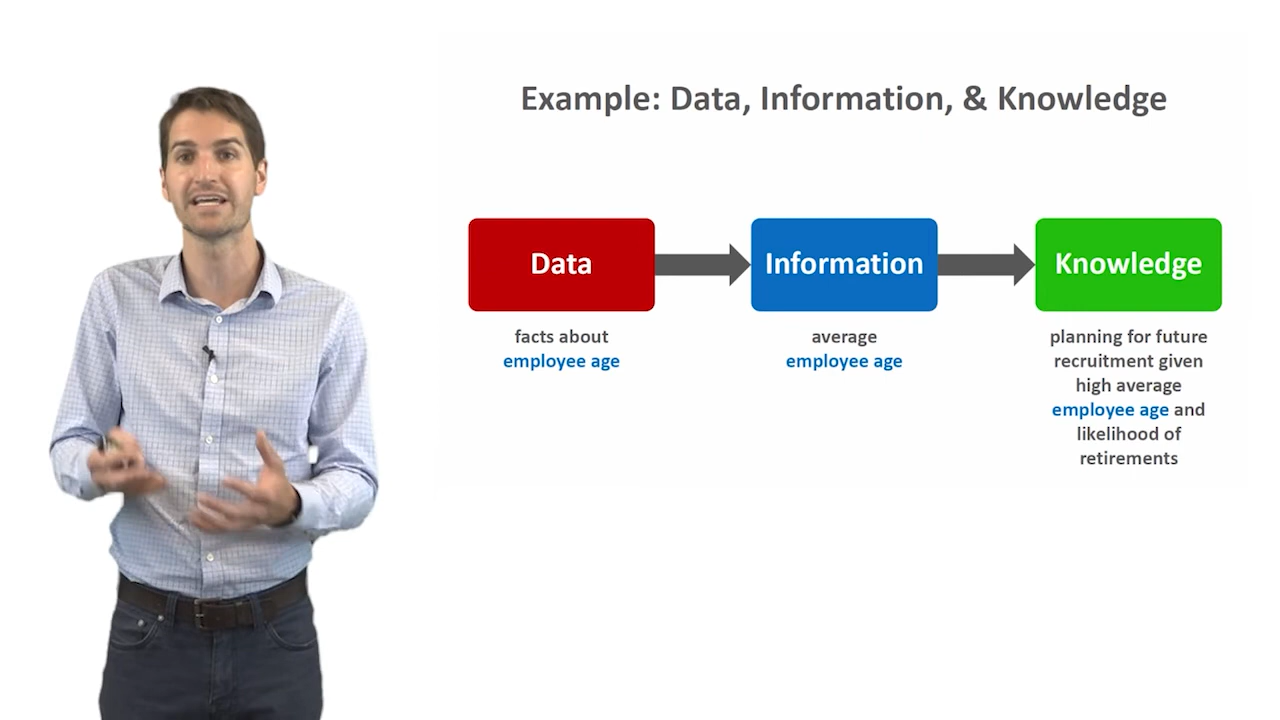 Example: Data, Information, & Knowledge
Data
Information
Knowledge
facts about
employee age
average
employee age
planning for future
recruitment given
high average
employee age and
likelihood of
retirements